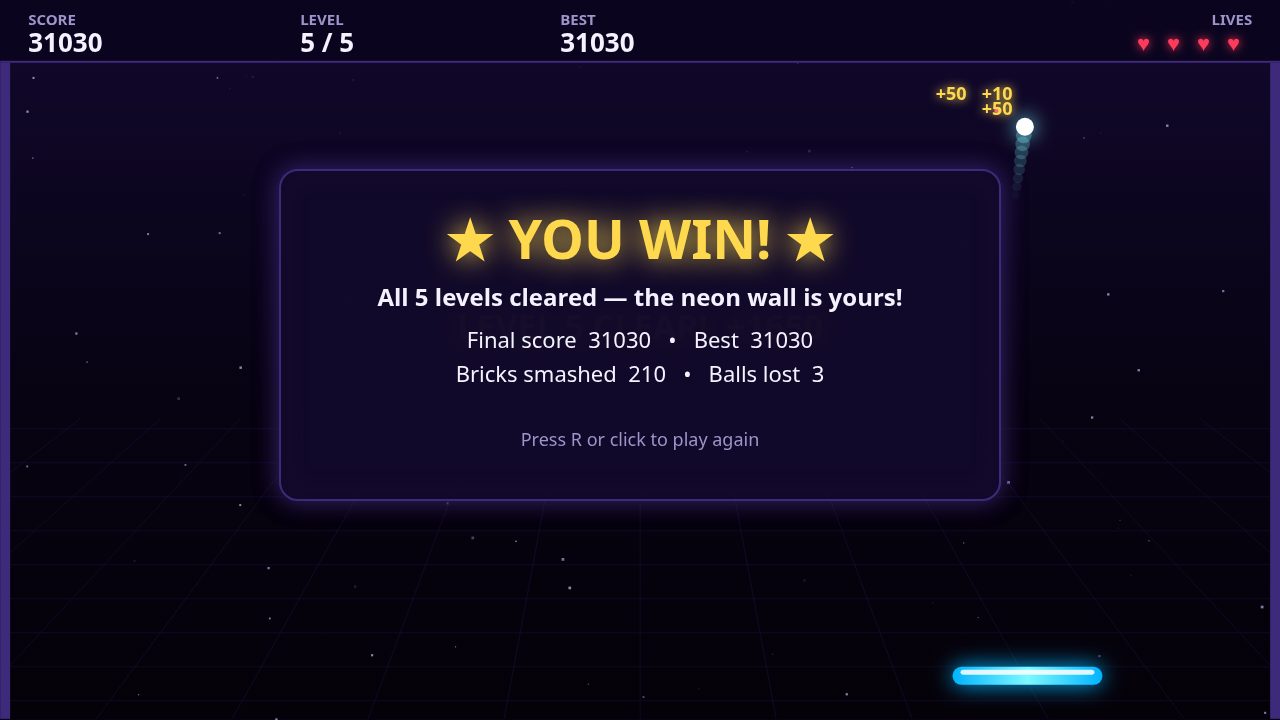 SCORE
31030
LEVEL
5 / 5
BEST
31030
LIVES
♥ ♥ ♥ ♥
+50 +10
+50
★ YOU WIN! ★
All 5 levels cleared — the neon wall is yours!
Final score 31030 • Best 31030
Bricks smashed 210 • Balls lost 3
Press R or click to play again